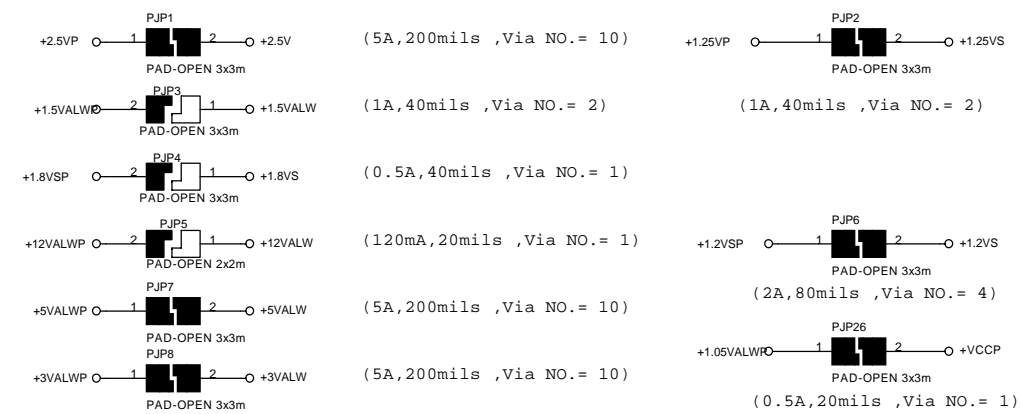 PJP1
+2.5VP 1 2 +2.5V (5A,200mils ,Via NO.= 10)
PAD-OPEN 3x3m
PJP2
+1.25VP 1 2 +1.25VS
PAD-OPEN 3x3m
(1A,40mils ,Via NO.= 2)
PJP3
+1.5VALWP 2 1 +1.5VALW (1A,40mils ,Via NO.= 2)
PAD-OPEN 3x3m
PJP4
+1.8VSP 2 1 +1.8VS (0.5A,40mils ,Via NO.= 1)
PAD-OPEN 3x3m
PJP5
+12VALWP 2 1 +12VALW (120mA,20mils ,Via NO.= 1)
PAD-OPEN 2x2m
PJP6
+1.2VSP 1 2 +1.2VS
PAD-OPEN 3x3m
(2A,80mils ,Via NO.= 4)
PJP7
+5VALWP 1 2 +5VALW (5A,200mils ,Via NO.= 10)
PAD-OPEN 3x3m
PJP8
+3VALWP 1 2 +3VALW (5A,200mils ,Via NO.= 10)
PAD-OPEN 3x3m
PJP26
+1.05VALWP 1 2 +VCCP
PAD-OPEN 3x3m
(0.5A,20mils ,Via NO.= 1)